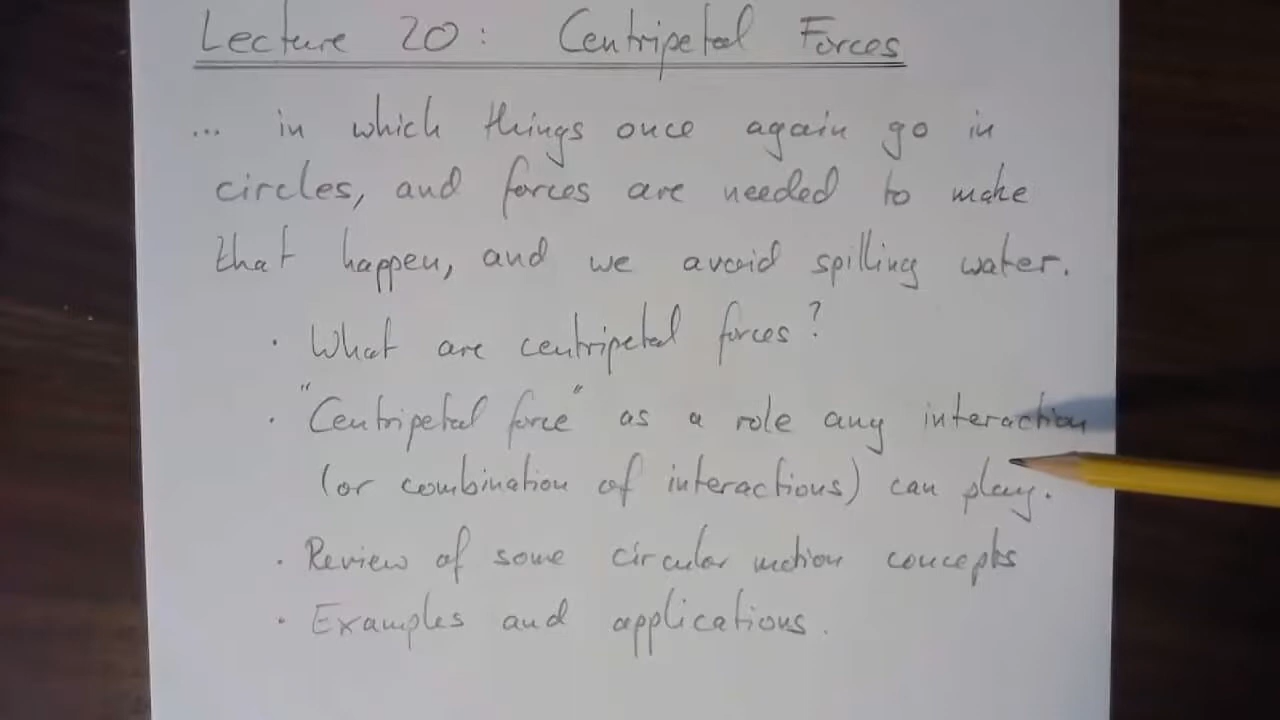 Lecture 20: Centripetal Forces
... in which things once again go in
circles, and forces are needed to make
that happen, and we avoid spilling water.
· What are centripetal forces?
· "Centripetal force" as a role any interaction
(or combination of interactions) can play.
· Review of some circular motion concepts
· Examples and applications.